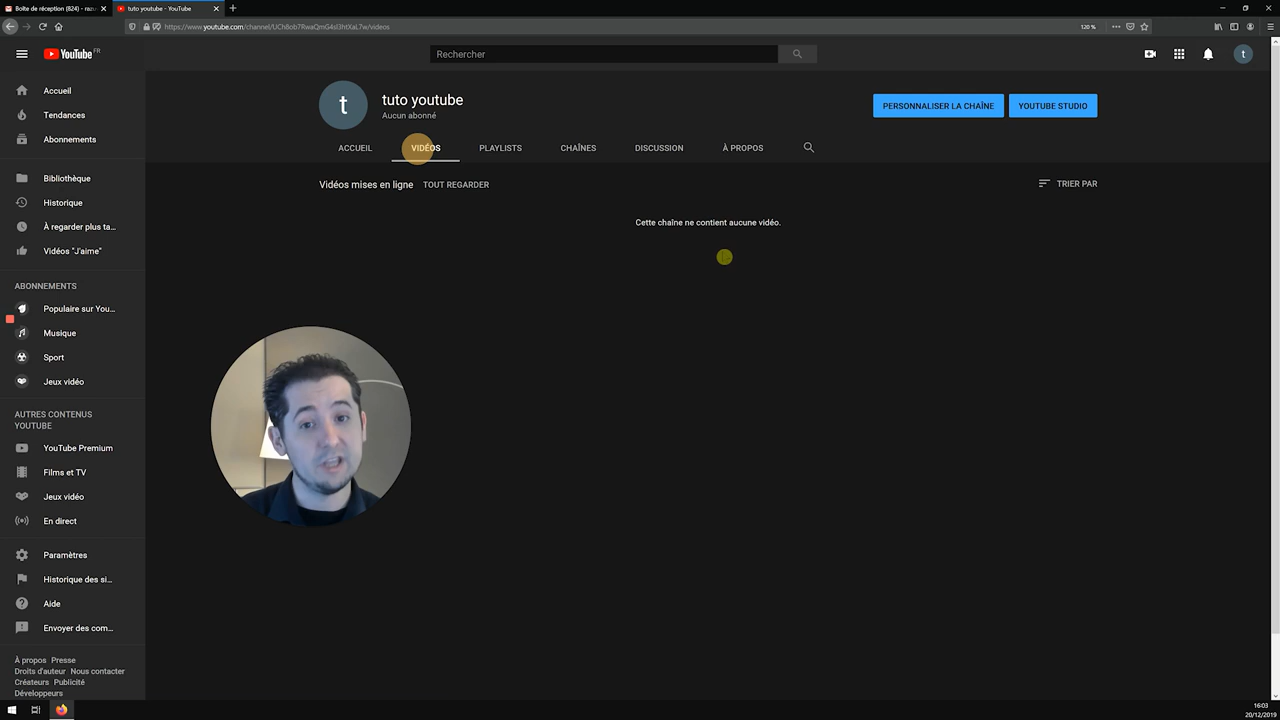 Boîte de réception (824) - raz
tuto youtube - YouTube
https://www.youtube.com/channel/UCh8ob7RwaQmG4sI3htXaL7w/videos
120 %
YouTube FR
Rechercher
t
Accueil
Tendances
Abonnements
Bibliothèque
Historique
À regarder plus ta...
Vidéos "J'aime"
ABONNEMENTS
Populaire sur You...
Musique
Sport
Jeux vidéo
AUTRES CONTENUS
YOUTUBE
YouTube Premium
Films et TV
Jeux vidéo
En direct
Paramètres
Historique des si...
Aide
Envoyer des com...
À propos Presse
Droits d'auteur Nous contacter
Créateurs Publicité
Développeurs
t
tuto youtube
Aucun abonné
PERSONNALISER LA CHAÎNE
YOUTUBE STUDIO
ACCUEIL
VIDÉOS
PLAYLISTS
CHAÎNES
DISCUSSION
À PROPOS
Vidéos mises en ligne
TOUT REGARDER
TRIER PAR
Cette chaîne ne contient aucune vidéo.
16:03
20/12/2019